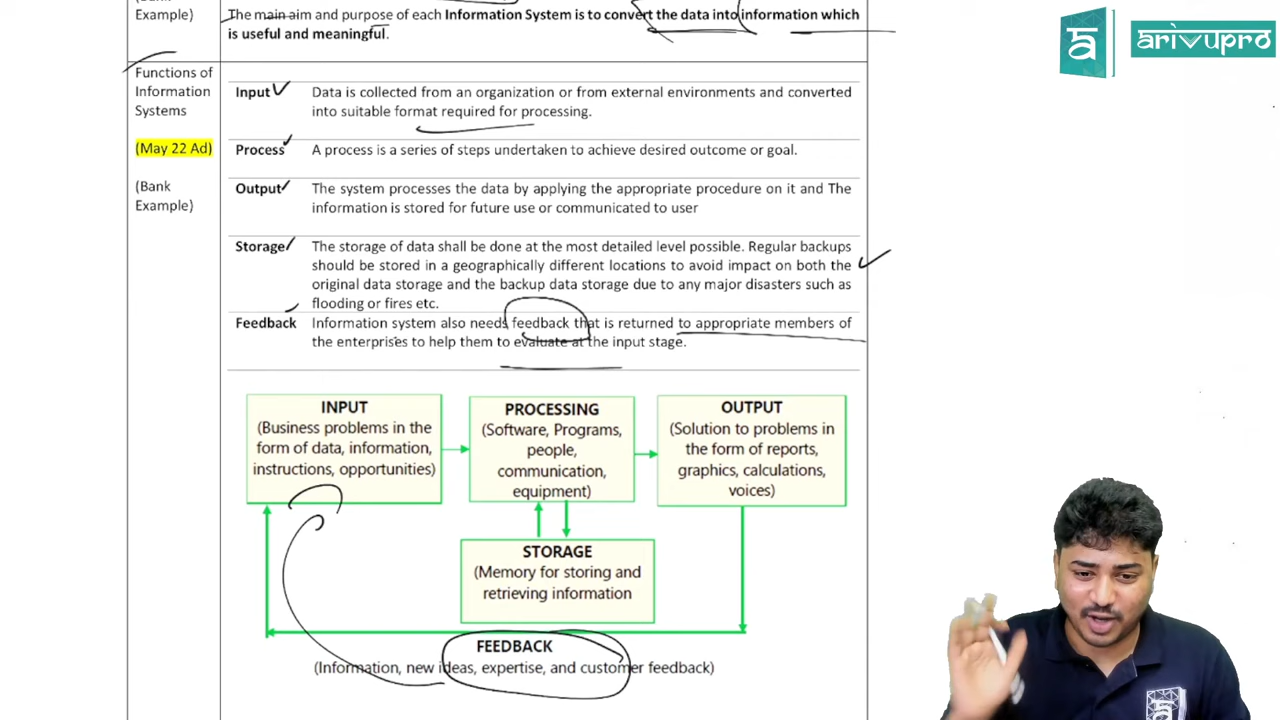 (Bank
Example)
The main aim and purpose of each Information System is to convert the data into information which
is useful and meaningful.
arivupro
Functions of
Information
Systems
(May 22 Ad)
(Bank
Example)
Input Data is collected from an organization or from external environments and converted
into suitable format required for processing.
Process A process is a series of steps undertaken to achieve desired outcome or goal.
Output The system processes the data by applying the appropriate procedure on it and The
information is stored for future use or communicated to user
Storage The storage of data shall be done at the most detailed level possible. Regular backups
should be stored in a geographically different locations to avoid impact on both the
original data storage and the backup data storage due to any major disasters such as
flooding or fires etc.
Feedback Information system also needs feedback that is returned to appropriate members of
the enterprises to help them to evaluate at the input stage.
INPUT
(Business problems in the
form of data, information,
instructions, opportunities)
PROCESSING
(Software, Programs,
people,
communication,
equipment)
OUTPUT
(Solution to problems in
the form of reports,
graphics, calculations,
voices)
STORAGE
(Memory for storing and
retrieving information
FEEDBACK
(Information, new ideas, expertise, and customer feedback)